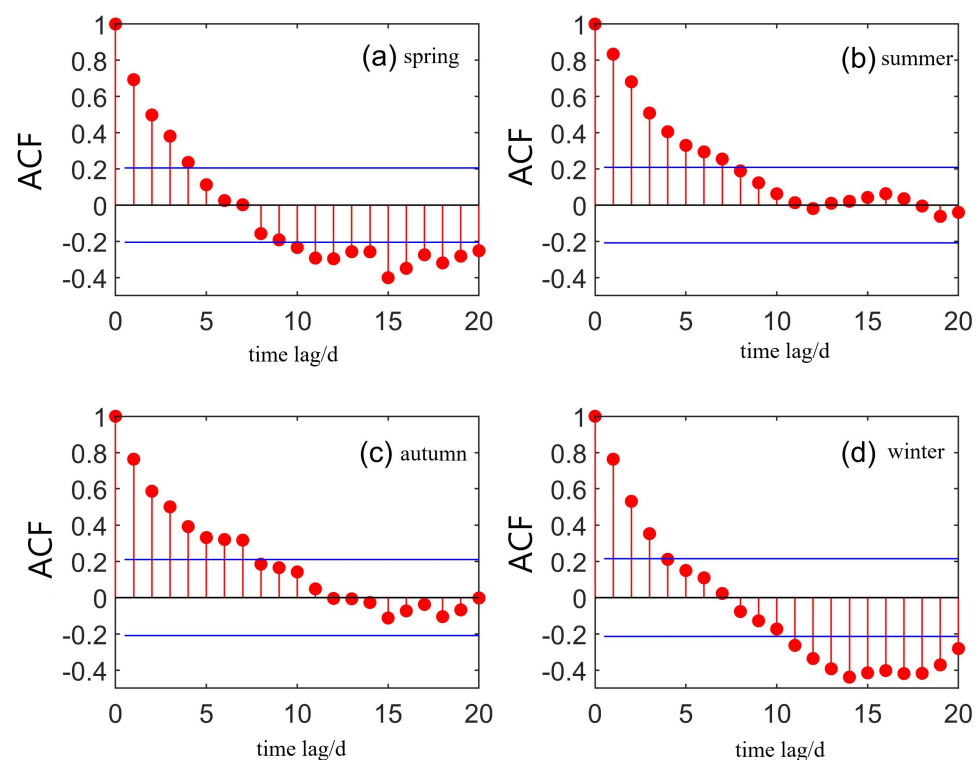 1
0.8
0.6
0.4
0.2
0
-0.2
-0.4
ACF
(a) spring
0 5 10 15 20
time lag/d
1
0.8
0.6
0.4
0.2
0
-0.2
-0.4
ACF
(b) summer
0 5 10 15 20
time lag/d
1
0.8
0.6
0.4
0.2
0
-0.2
-0.4
ACF
(c) autumn
0 5 10 15 20
time lag/d
1
0.8
0.6
0.4
0.2
0
-0.2
-0.4
ACF
(d) winter
0 5 10 15 20
time lag/d